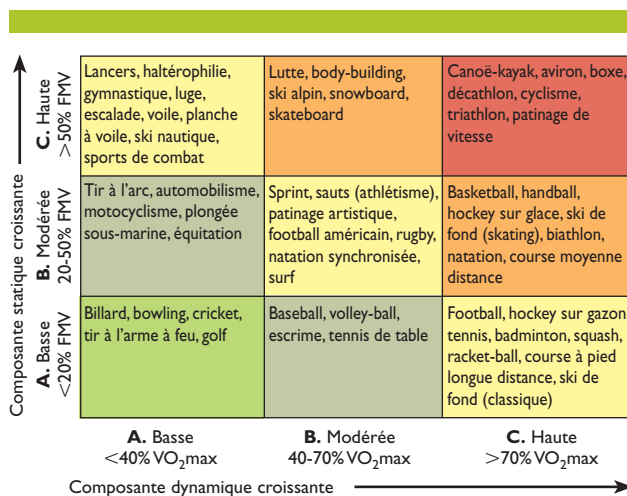 Composante statique croissante
C. Haute
>50% FMV
Lancers, haltérophilie,
gymnastique, luge,
escalade, voile, planche
à voile, ski nautique,
sports de combat
Lutte, body-building,
ski alpin, snowboard,
skateboard
Canoë-kayak, aviron, boxe,
décathlon, cyclisme,
triathlon, patinage de
vitesse
B. Modérée
20-50% FMV
Tir à l'arc, automobilisme,
motocyclisme, plongée
sous-marine, équitation
Sprint, sauts (athlétisme),
patinage artistique,
football américain, rugby,
natation synchronisée,
surf
Basketball, handball,
hockey sur glace, ski de
fond (skating), biathlon,
natation, course moyenne
distance
A. Basse
<20% FMV
Billard, bowling, cricket,
tir à l'arme à feu, golf
Baseball, volley-ball,
escrime, tennis de table
Football, hockey sur gazon
tennis, badminton, squash,
racket-ball, course à pied
longue distance, ski de
fond (classique)
A. Basse
<40% VO2max
B. Modérée
40-70% VO2max
C. Haute
>70% VO2max
Composante dynamique croissante